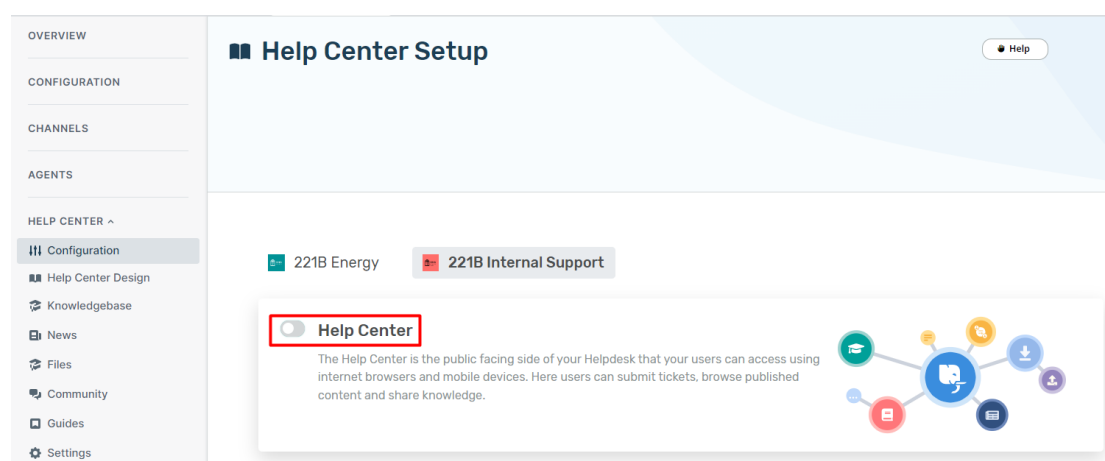 OVERVIEW
CONFIGURATION
CHANNELS
AGENTS
HELP CENTER
Configuration
Help Center Design
Knowledgebase
News
Files
Community
Guides
Settings
Help Center Setup
Help
221B Energy
221B Internal Support
Help Center
The Help Center is the public facing side of your Helpdesk that your users can access using
internet browsers and mobile devices. Here users can submit tickets, browse published
content and share knowledge.